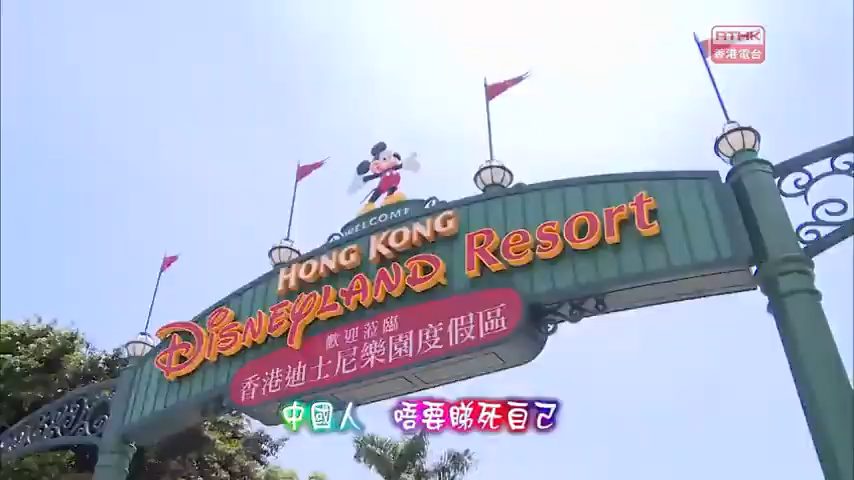 RTHK
香港電台
WELCOME
HONG KONG
DISNEYLAND Resort
歡迎蒞臨
香港迪士尼樂園度假區
中國人 唔要睇死自己